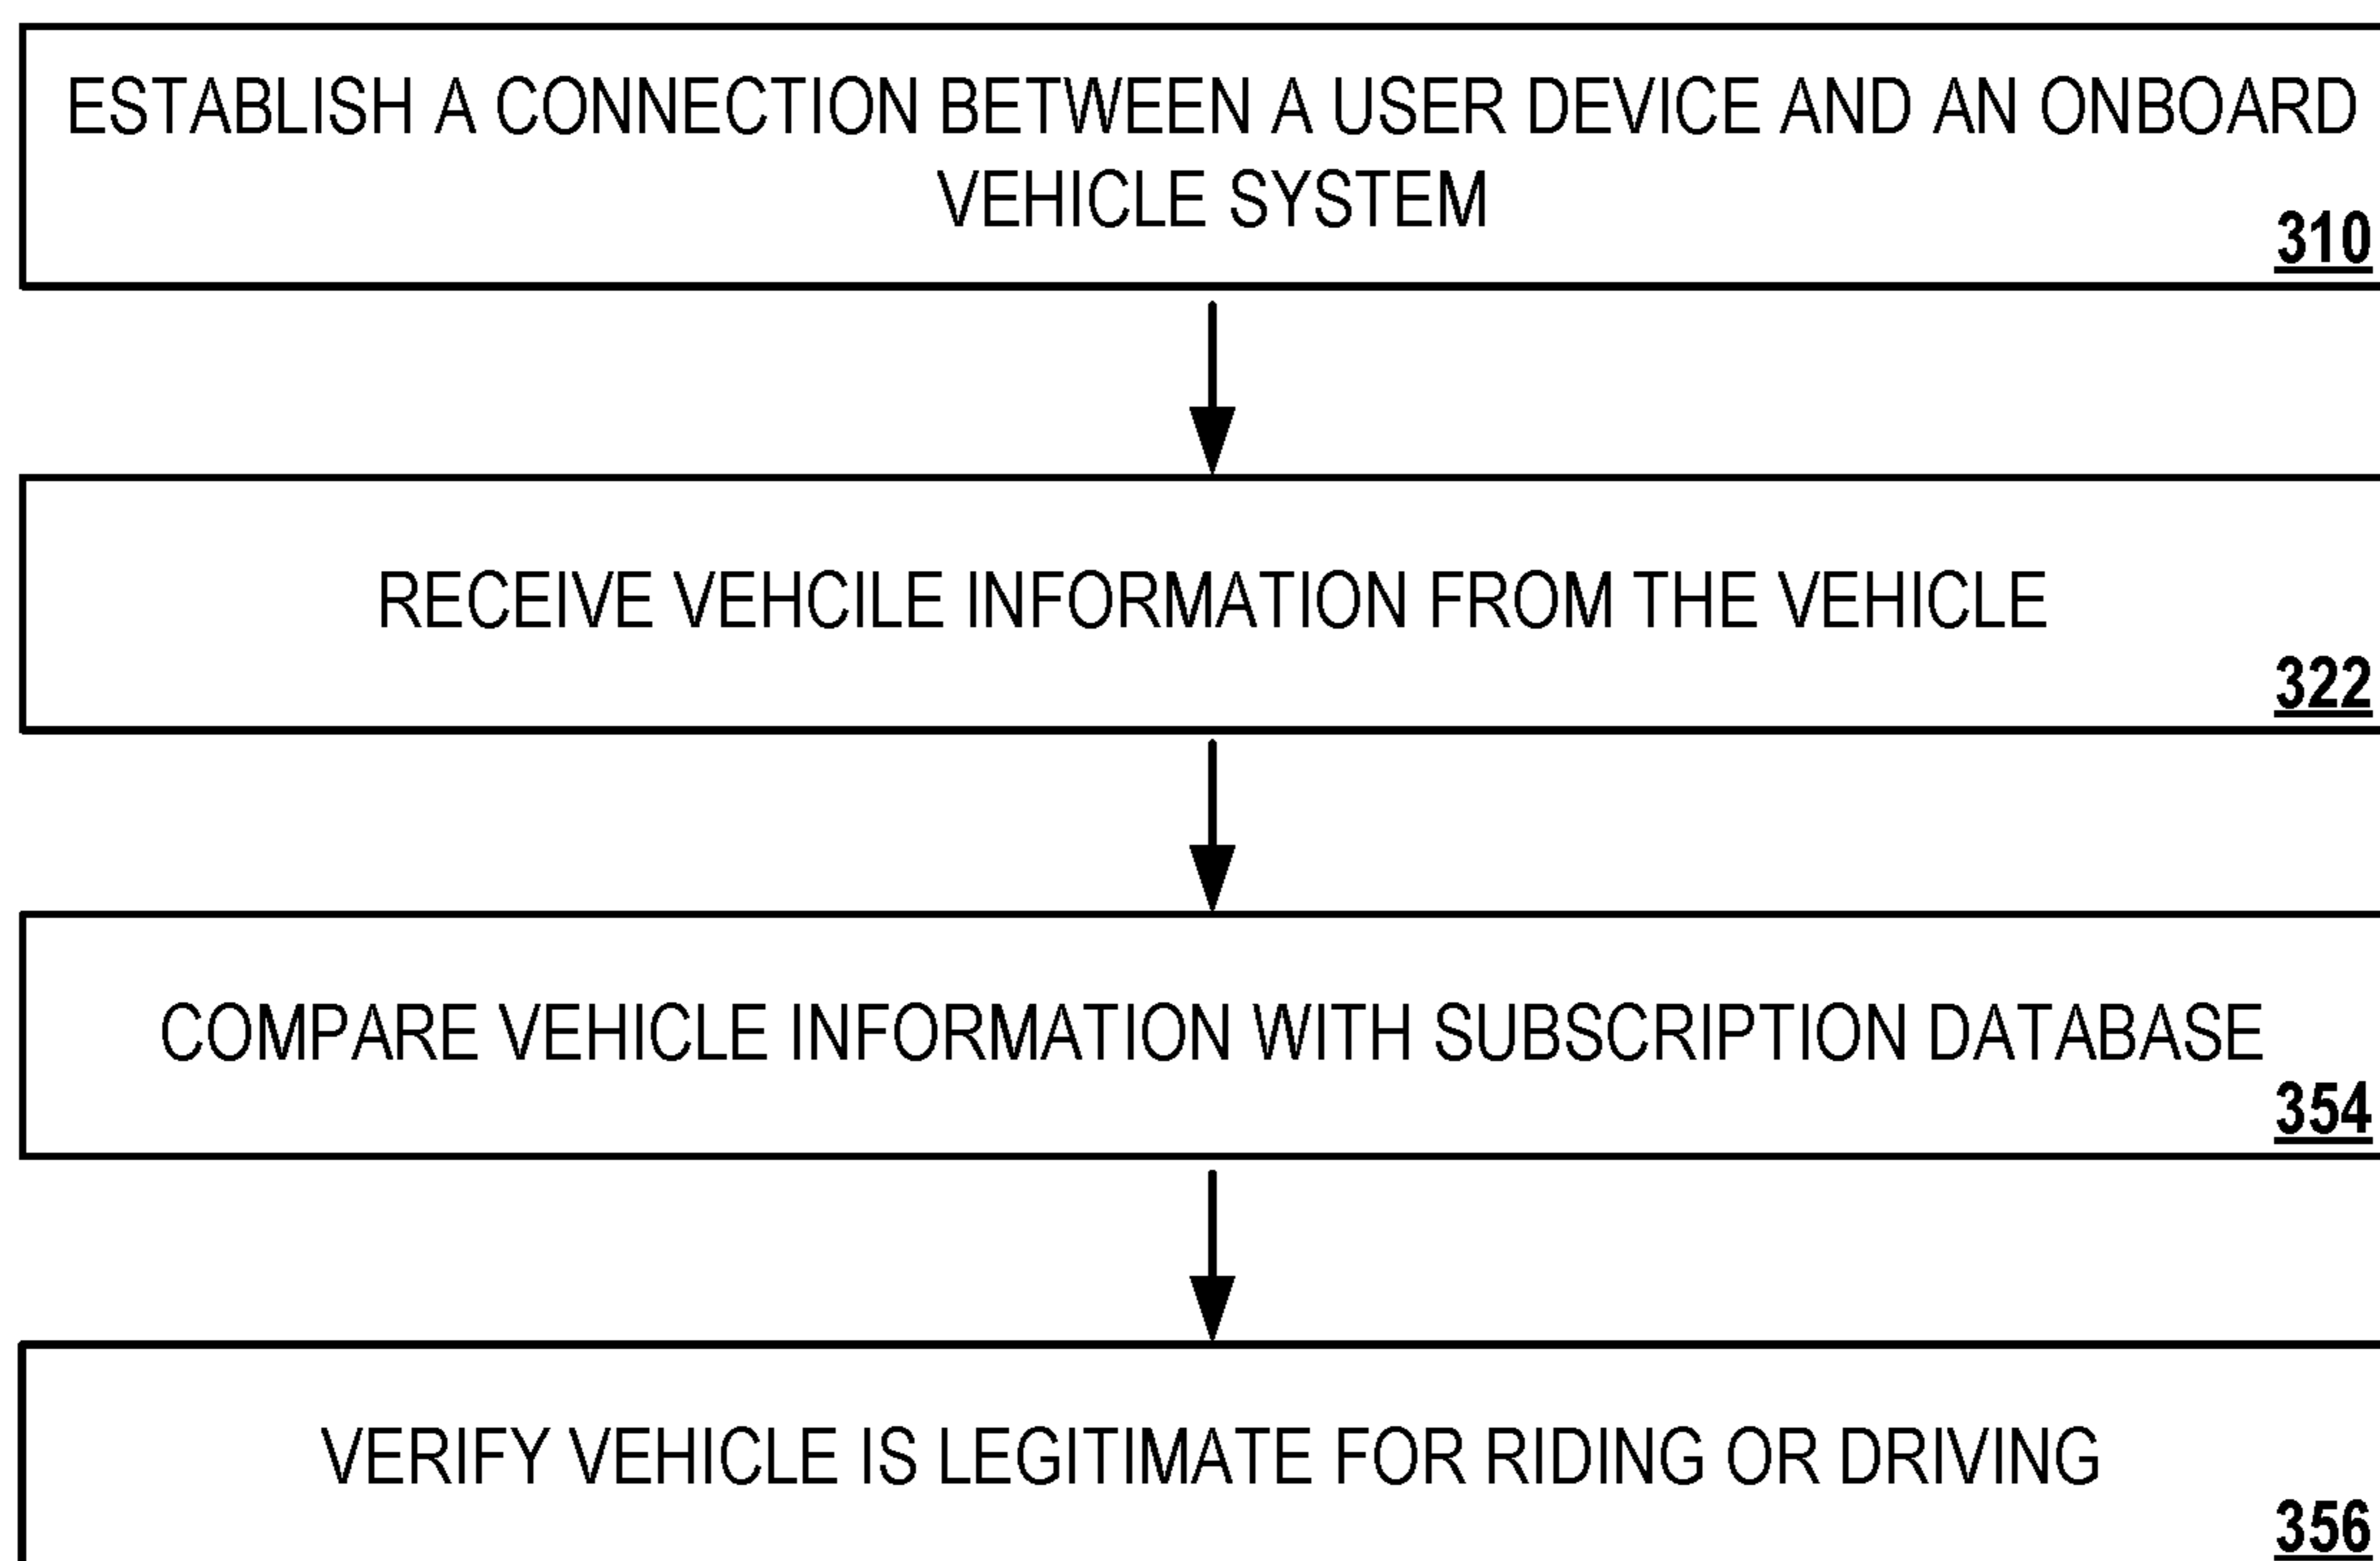 ESTABLISH A CONNECTION BETWEEN A USER DEVICE AND AN ONBOARD
VEHICLE SYSTEM
310
RECEIVE VEHCILE INFORMATION FROM THE VEHICLE
322
COMPARE VEHICLE INFORMATION WITH SUBSCRIPTION DATABASE
354
VERIFY VEHICLE IS LEGITIMATE FOR RIDING OR DRIVING
356